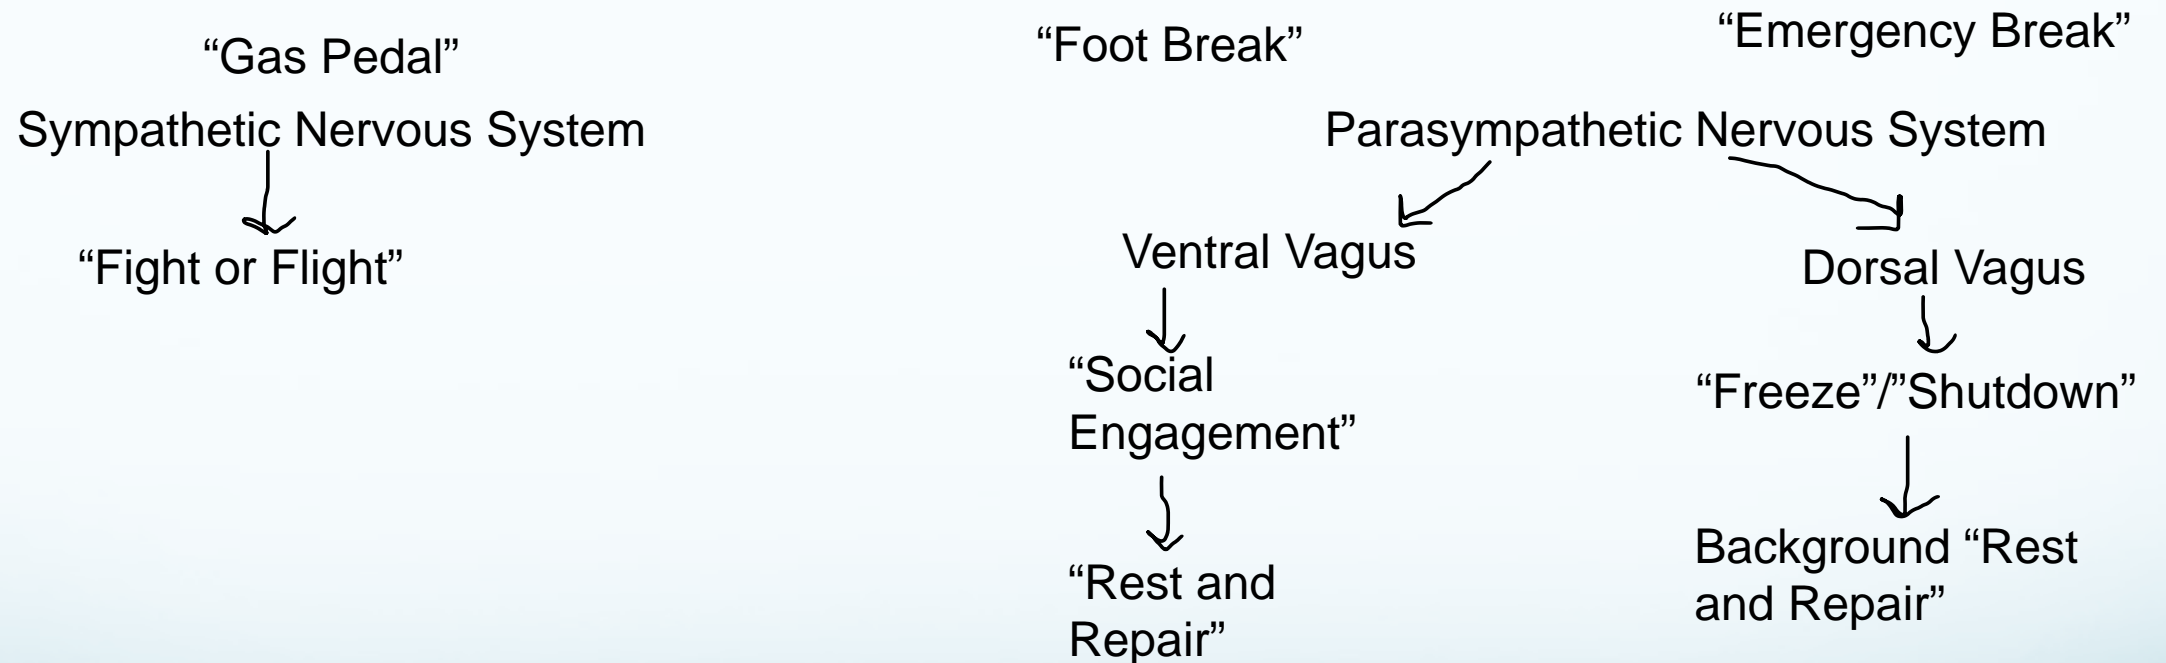 “Gas Pedal”
“Foot Break”
“Emergency Break”
Sympathetic Nervous System
Parasympathetic Nervous System
“Fight or Flight”
Ventral Vagus
Dorsal Vagus
“Social
Engagement”
“Freeze”/”Shutdown”
“Rest and
Repair”
Background “Rest
and Repair”